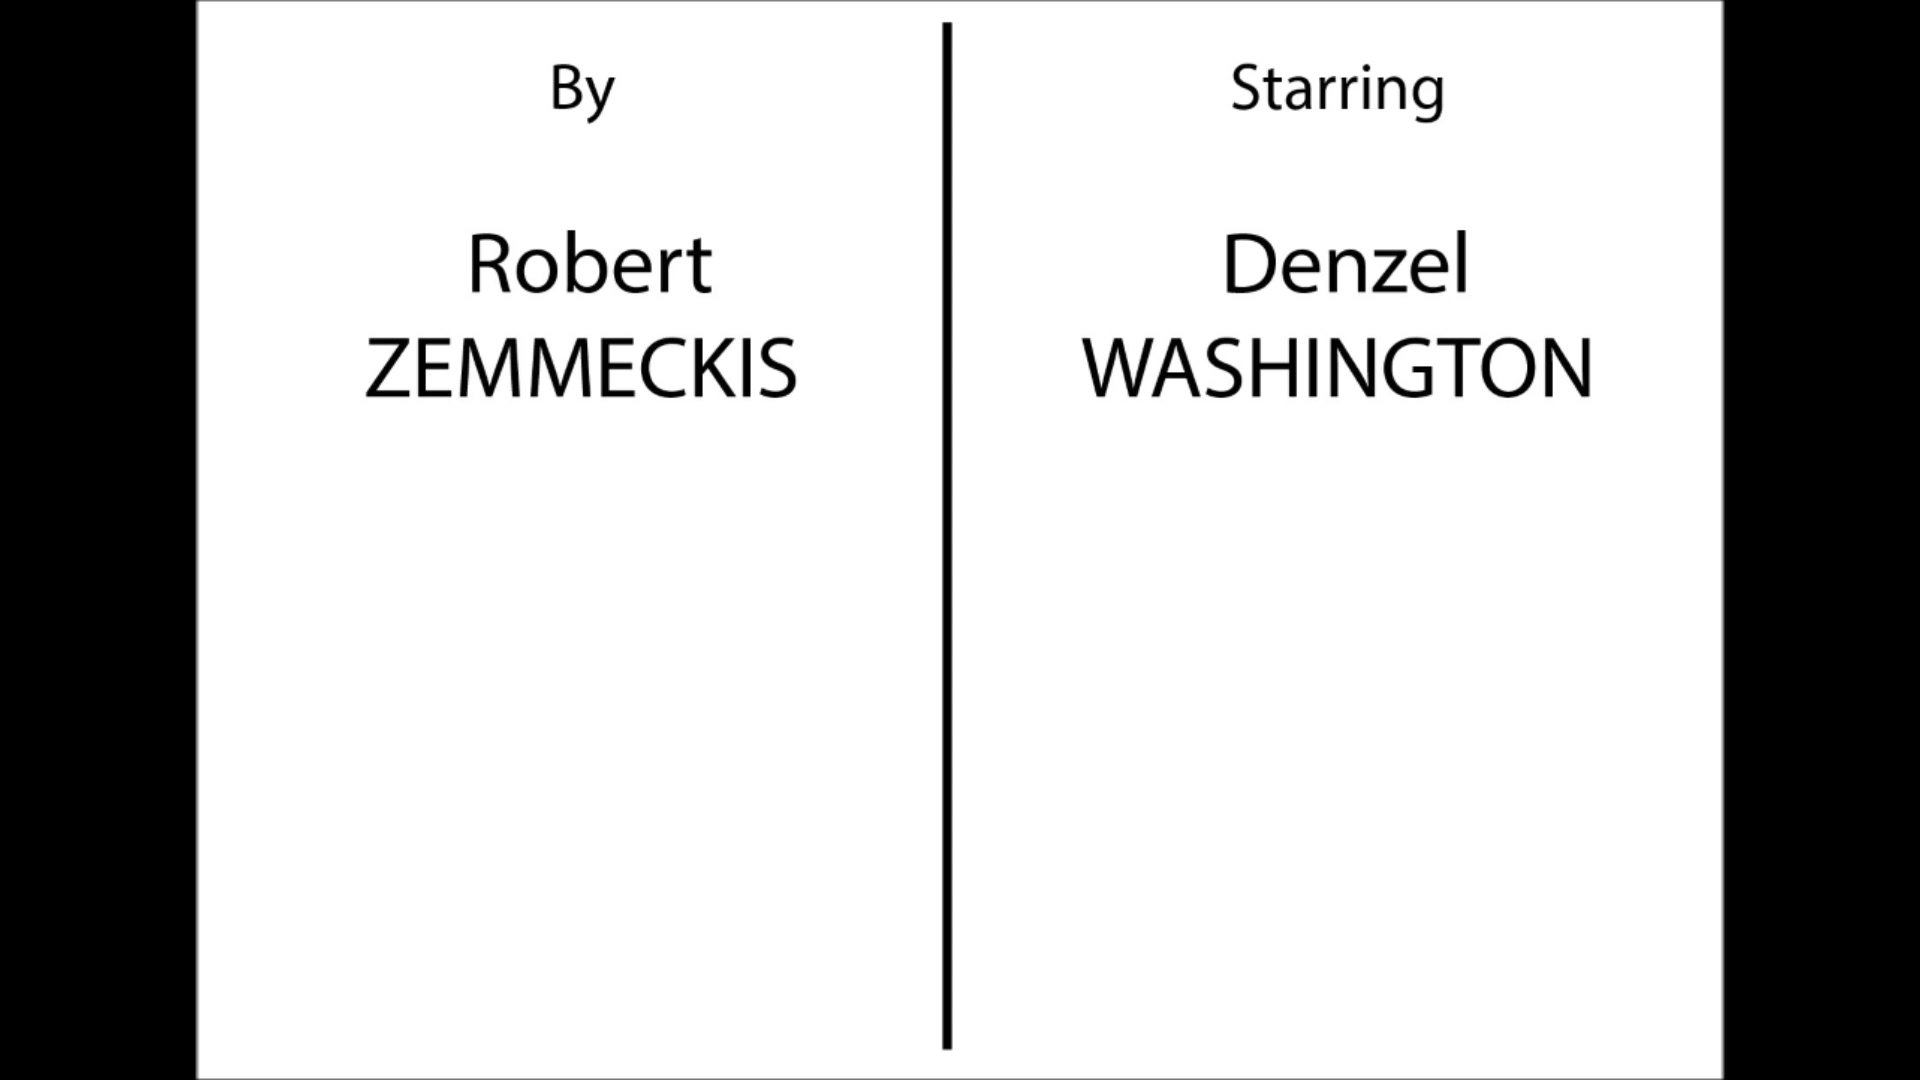 By
Robert
ZEMMECKIS
Starring
Denzel
WASHINGTON